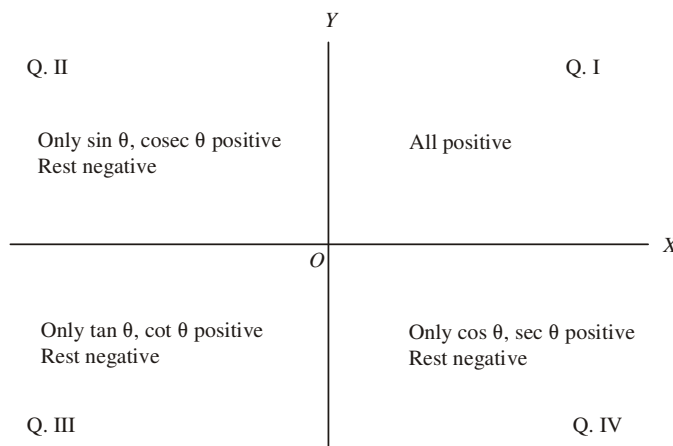 Y
Q. II
Q. I
Only sin θ, cosec θ positive
Rest negative
All positive
X
O
Only tan θ, cot θ positive
Rest negative
Only cos θ, sec θ positive
Rest negative
Q. III
Q. IV